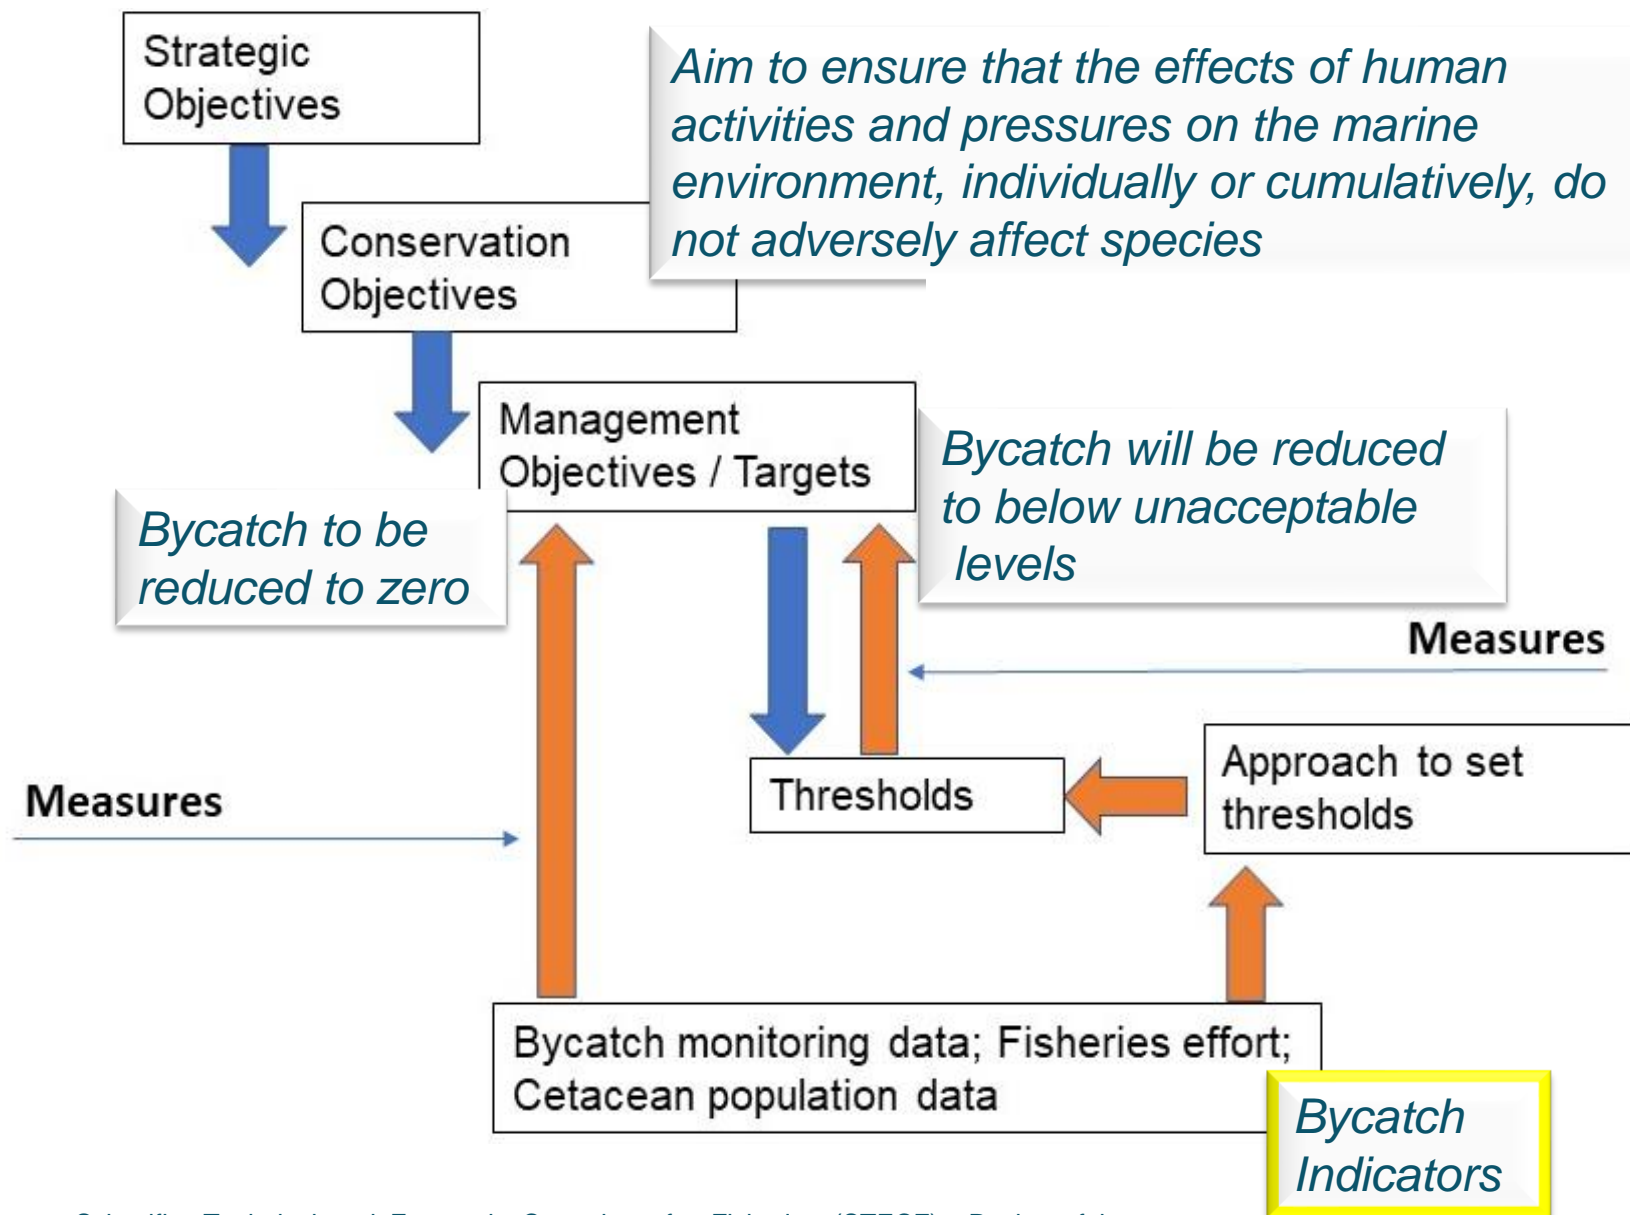 Strategic
Objectives
Aim to ensure that the effects of human
activities and pressures on the marine
environment, individually or cumulatively, do
not adversely affect species
Conservation
Objectives
Management
Objectives / Targets
Bycatch will be reduced
to below unacceptable
levels
Bycatch to be
reduced to zero
Measures
Measures
Thresholds
Approach to set
thresholds
Bycatch monitoring data; Fisheries effort;
Cetacean population data
Bycatch
Indicators